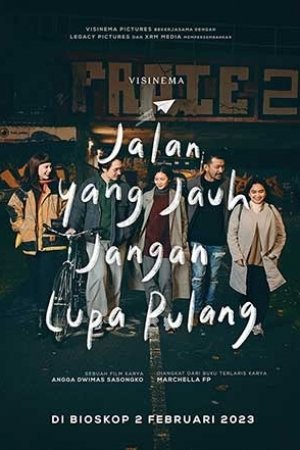 VISINEMA PICTURES BEKERJASAMA DENGAN
LEGACY PICTURES DAN XRM MEDIA MEMPERSEMBAHKAN
VISINEMA
Jalan
yang Jauh
Jangan
Lupa Pulang
SEBUAH FILM KARYA
ANGGA DWIMAS SASONGKO
DIANGKAT DARI BUKU TERLARIS KARYA
MARCHELLA FP
DI BIOSKOP 2 FEBRUARI 2023